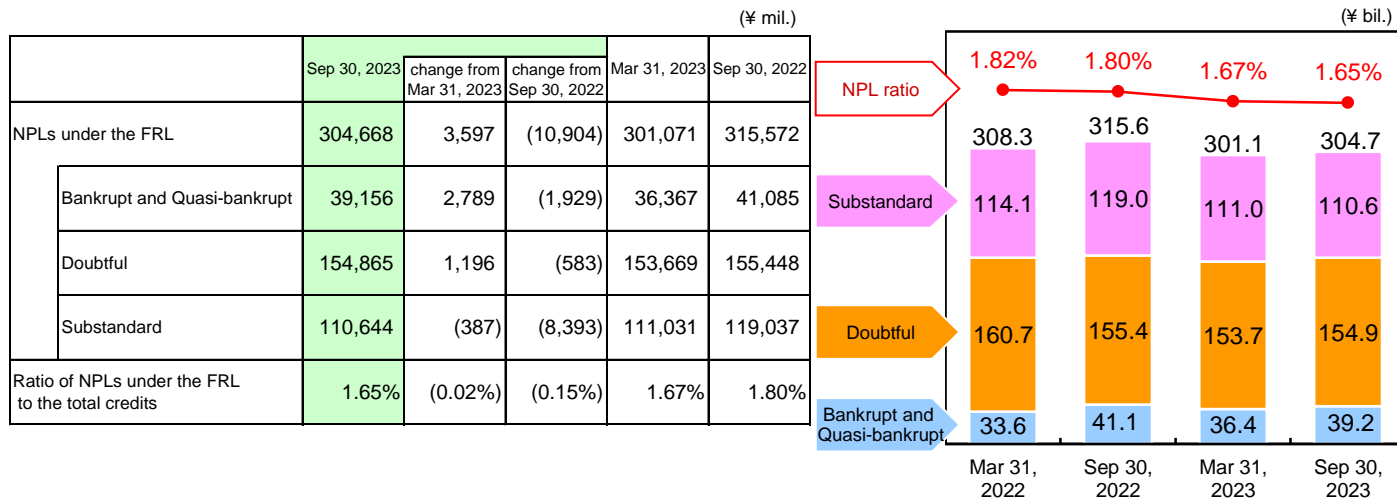 (¥ mil.)
Sep 30, 2023
change from
Mar 31, 2023
change from
Sep 30, 2022
Mar 31, 2023
Sep 30, 2022
NPLs under the FRL
304,668
3,597
(10,904)
301,071
315,572
Bankrupt and Quasi-bankrupt
39,156
2,789
(1,929)
36,367
41,085
Doubtful
154,865
1,196
(583)
153,669
155,448
Substandard
110,644
(387)
(8,393)
111,031
119,037
Ratio of NPLs under the FRL
to the total credits
1.65%
(0.02%)
(0.15%)
1.67%
1.80%
(¥ bil.)
NPL ratio
1.82%
1.80%
1.67%
1.65%
308.3
315.6
301.1
304.7
Substandard
114.1
119.0
111.0
110.6
Doubtful
160.7
155.4
153.7
154.9
Bankrupt and
Quasi-bankrupt
33.6
41.1
36.4
39.2
Mar 31,
2022
Sep 30,
2022
Mar 31,
2023
Sep 30,
2023